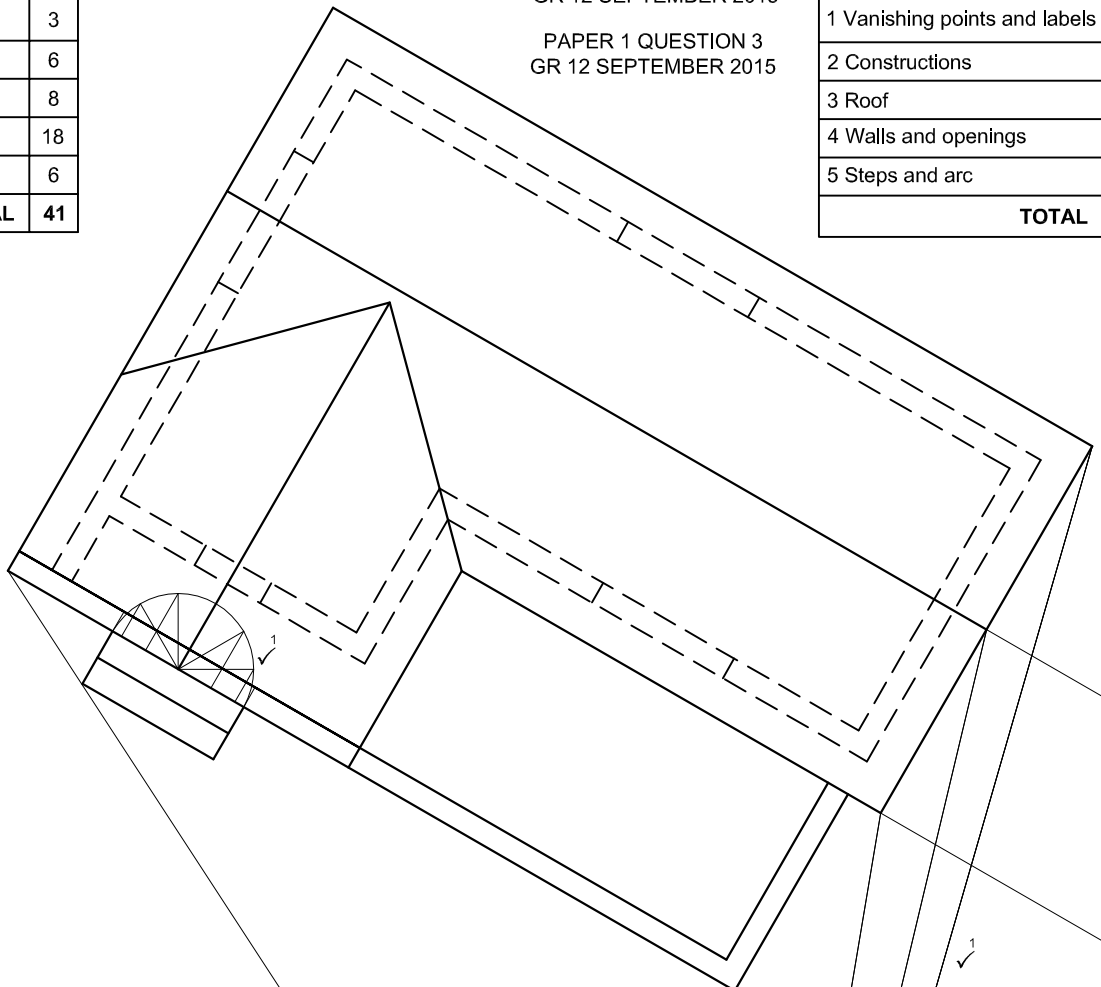 3
6
8
18
6
41
PAPER 1 QUESTION 3
GR 12 SEPTEMBER 2015
1 Vanishing points and labels
2 Constructions
3 Roof
4 Walls and openings
5 Steps and arc
TOTAL
1
1